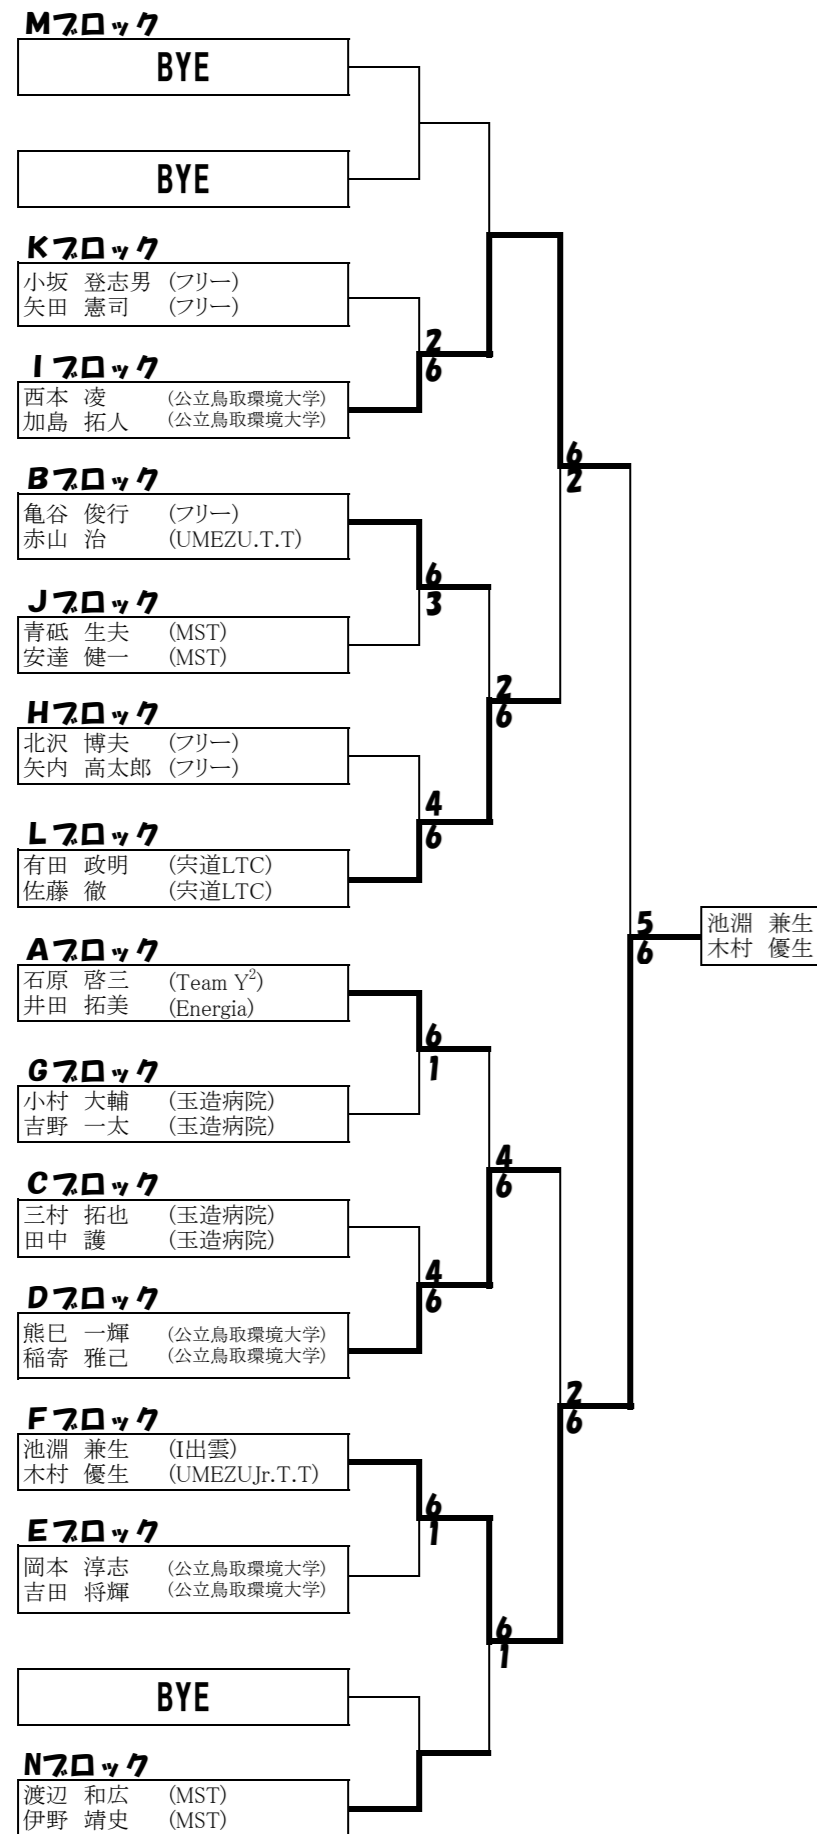 Mブロック
BYE
BYE
Kブロック
小坂 登志男 (フリー)
矢田 憲司 (フリー)
2
6
Iブロック
西本 凌 (公立鳥取環境大学)
加島 拓人 (公立鳥取環境大学)
6
2
Bブロック
亀谷 俊行 (フリー)
赤山 治 (UMEZU.T.T)
6
3
Jブロック
青砥 生夫 (MST)
安達 健一 (MST)
2
6
Hブロック
北沢 博夫 (フリー)
矢内 高太郎 (フリー)
4
6
Lブロック
有田 政明 (宍道LTC)
佐藤 徹 (宍道LTC)
5
6
池淵 兼生
木村 優生
Aブロック
石原 啓三 (Team Y²)
井田 拓美 (Energia)
6
1
Gブロック
小村 大輔 (玉造病院)
吉野 一太 (玉造病院)
4
6
Cブロック
三村 拓也 (玉造病院)
田中 護 (玉造病院)
4
6
Dブロック
熊巳 一輝 (公立鳥取環境大学)
稲寄 雅己 (公立鳥取環境大学)
2
6
Fブロック
池淵 兼生 (I出雲)
木村 優生 (UMEZUJr.T.T)
6
1
Eブロック
岡本 淳志 (公立鳥取環境大学)
吉田 将輝 (公立鳥取環境大学)
6
1
BYE
Nブロック
渡辺 和広 (MST)
伊野 靖史 (MST)